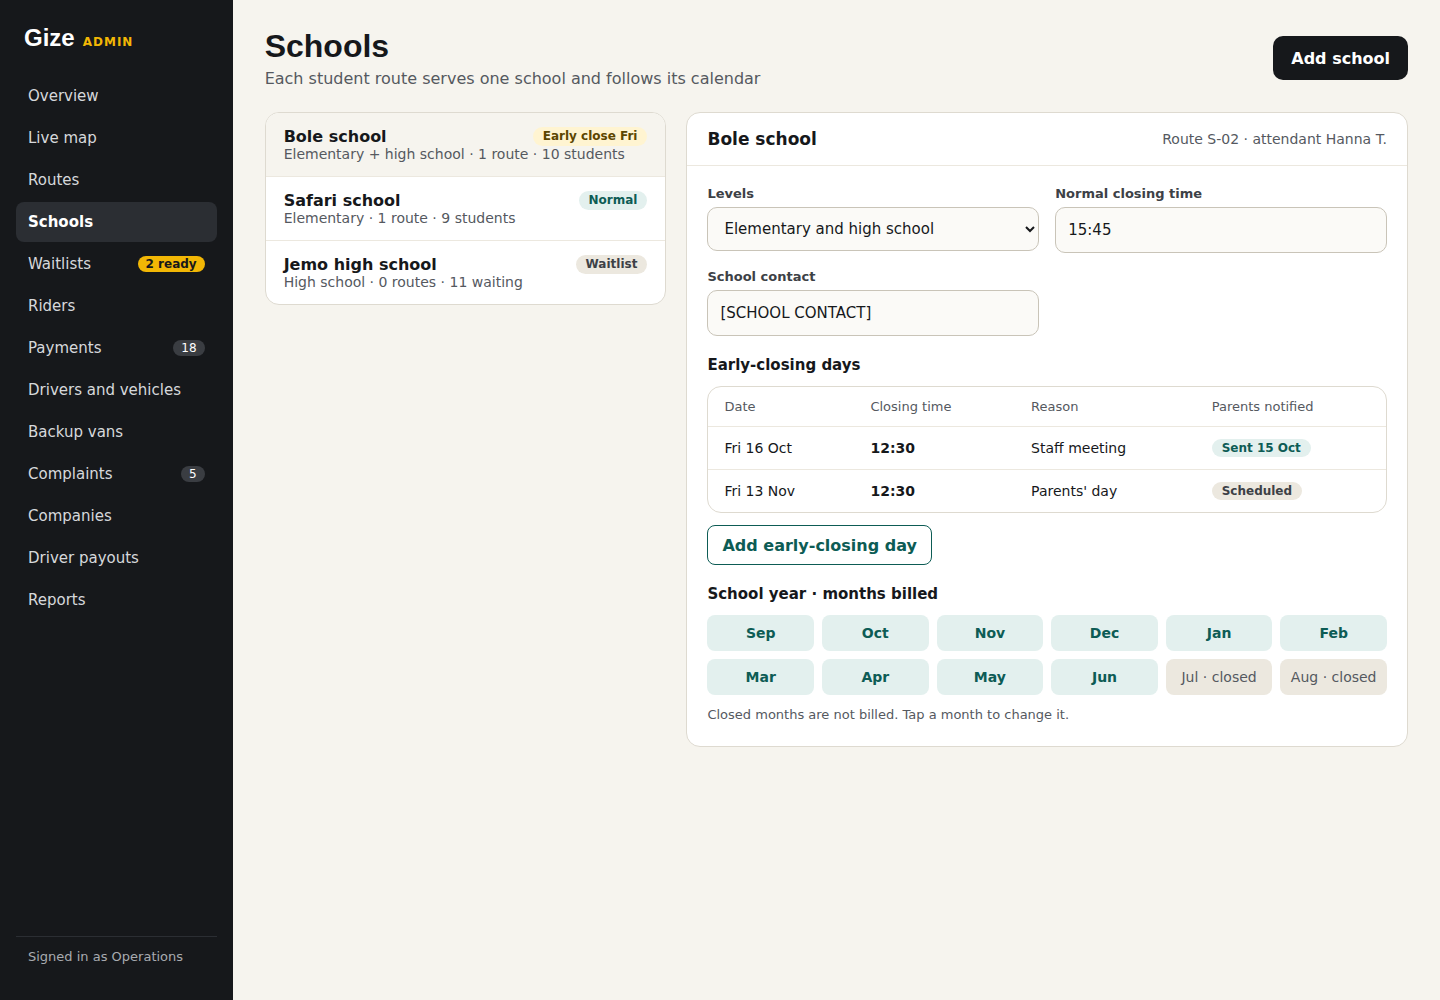 Gize ADMIN
Overview
Live map
Routes
Schools
Waitlists 2 ready
Riders
Payments 18
Drivers and vehicles
Backup vans
Complaints 5
Companies
Driver payouts
Reports
Signed in as Operations
Schools
Each student route serves one school and follows its calendar
Add school
Bole school Early close Fri
Elementary + high school · 1 route · 10 students
Safari school Normal
Elementary · 1 route · 9 students
Jemo high school Waitlist
High school · 0 routes · 11 waiting
Bole school Route S-02 · attendant Hanna T.
Levels Normal closing time
Elementary and high school 15:45
School contact
[SCHOOL CONTACT]
Early-closing days
Date Closing time Reason Parents notified
Fri 16 Oct 12:30 Staff meeting Sent 15 Oct
Fri 13 Nov 12:30 Parents' day Scheduled
Add early-closing day
School year · months billed
Sep Oct Nov Dec Jan Feb
Mar Apr May Jun Jul · closed Aug · closed
Closed months are not billed. Tap a month to change it.